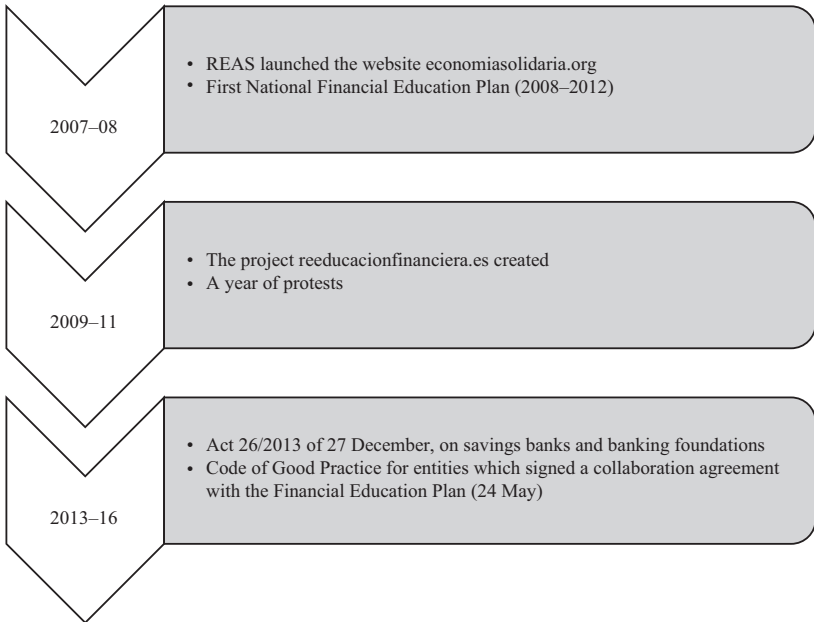 2007–08
• REAS launched the website economiasolidaria.org
• First National Financial Education Plan (2008–2012)
2009–11
• The project reeducacionfinanciera.es created
• A year of protests
2013–16
• Act 26/2013 of 27 December, on savings banks and banking foundations
• Code of Good Practice for entities which signed a collaboration agreement
with the Financial Education Plan (24 May)